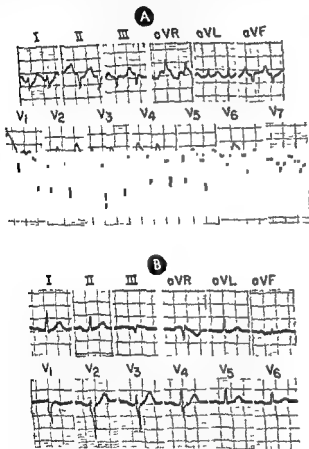 A
I II III aVR aVL aVF
V1 V2 V3 V4 V5 V6 V7
B
I II III aVR aVL aVF
V1 V2 V3 V4 V5 V6